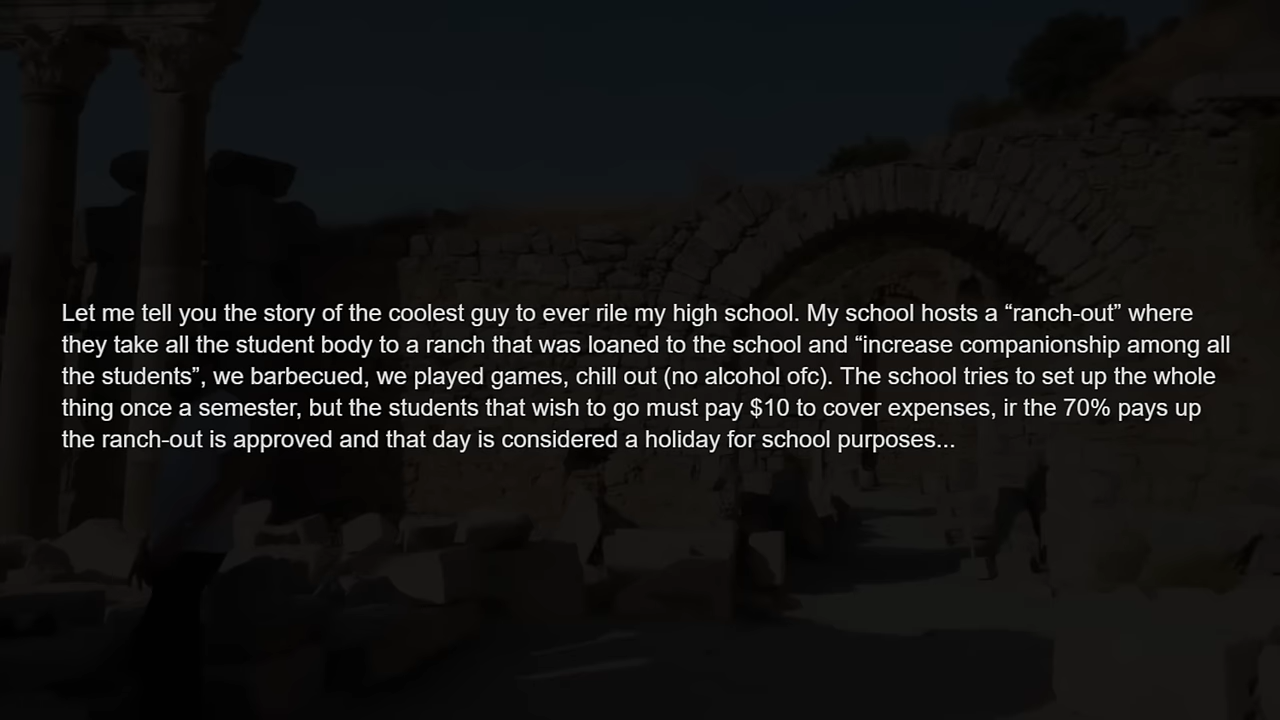 Let me tell you the story of the coolest guy to ever rile my high school. My school hosts a “ranch-out” where
they take all the student body to a ranch that was loaned to the school and “increase companionship among all
the students”, we barbecued, we played games, chill out (no alcohol ofc). The school tries to set up the whole
thing once a semester, but the students that wish to go must pay $10 to cover expenses, ir the 70% pays up
the ranch-out is approved and that day is considered a holiday for school purposes...